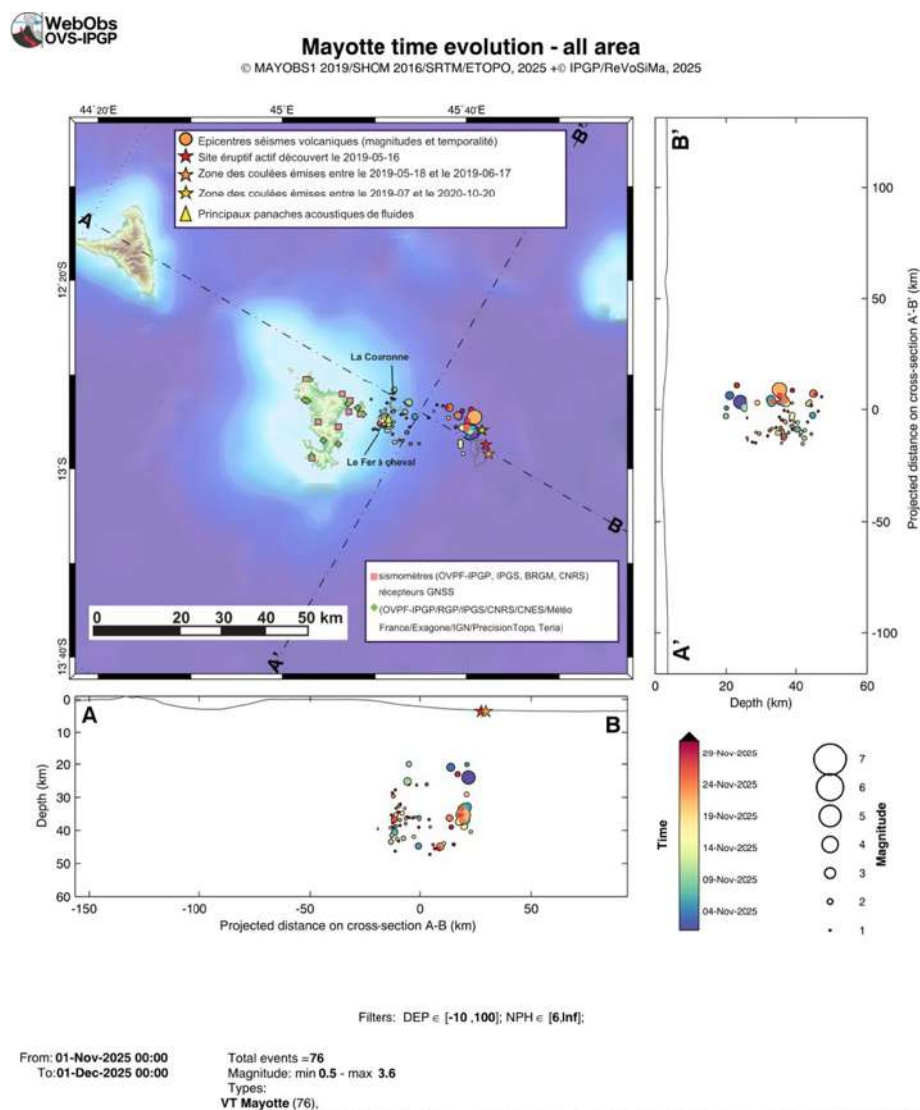 WebObs
OVS-IPGP
Mayotte time evolution - all area
© MAYOBS1 2019/SHOM 2016/SRTM/ETOPO, 2025 +© IPGP/ReVoSiMa, 2025
44˚20'E
45˚E
45˚40'E
Epicentres séismes volcaniques (magnitudes et temporalité)
Site éruptif actif découvert le 2019-05-16
Zone des coulées émises entre le 2019-05-18 et le 2019-06-17
Zone des coulées émises entre le 2019-07 et le 2020-10-20
Principaux panaches acoustiques de fluides
A
B'
12˚20'S
La Couronne
13˚S
Le Fer à cheval
B
sismomètres (OVPF-IPGP, IPGS, BRGM, CNRS)
récepteurs GNSS
(OVPF-IPGP/RGP/IPGS/CNRS/CNES/Météo
France/Exagone/IGN/PrecisionTopo, Teria)
0 20 30 40 50 km
13˚40'S
A'
B'
100
50
0
-50
-100
Projected distance on cross-section A'-B' (km)
A'
0 20 40 60
Depth (km)
A
B
0
10
20
30
40
50
60
Depth (km)
-150 -100 -50 0 50
Projected distance on cross-section A-B (km)
29-Nov-2025
24-Nov-2025
19-Nov-2025
14-Nov-2025
09-Nov-2025
04-Nov-2025
Time
7
6
5
4
3
2
1
Magnitude
Filters: DEP ∈ [-10 ,100]; NPH ∈ [6,Inf];
From: 01-Nov-2025 00:00
To:01-Dec-2025 00:00
Total events =76
Magnitude: min 0.5 - max 3.6
Types:
VT Mayotte (76),